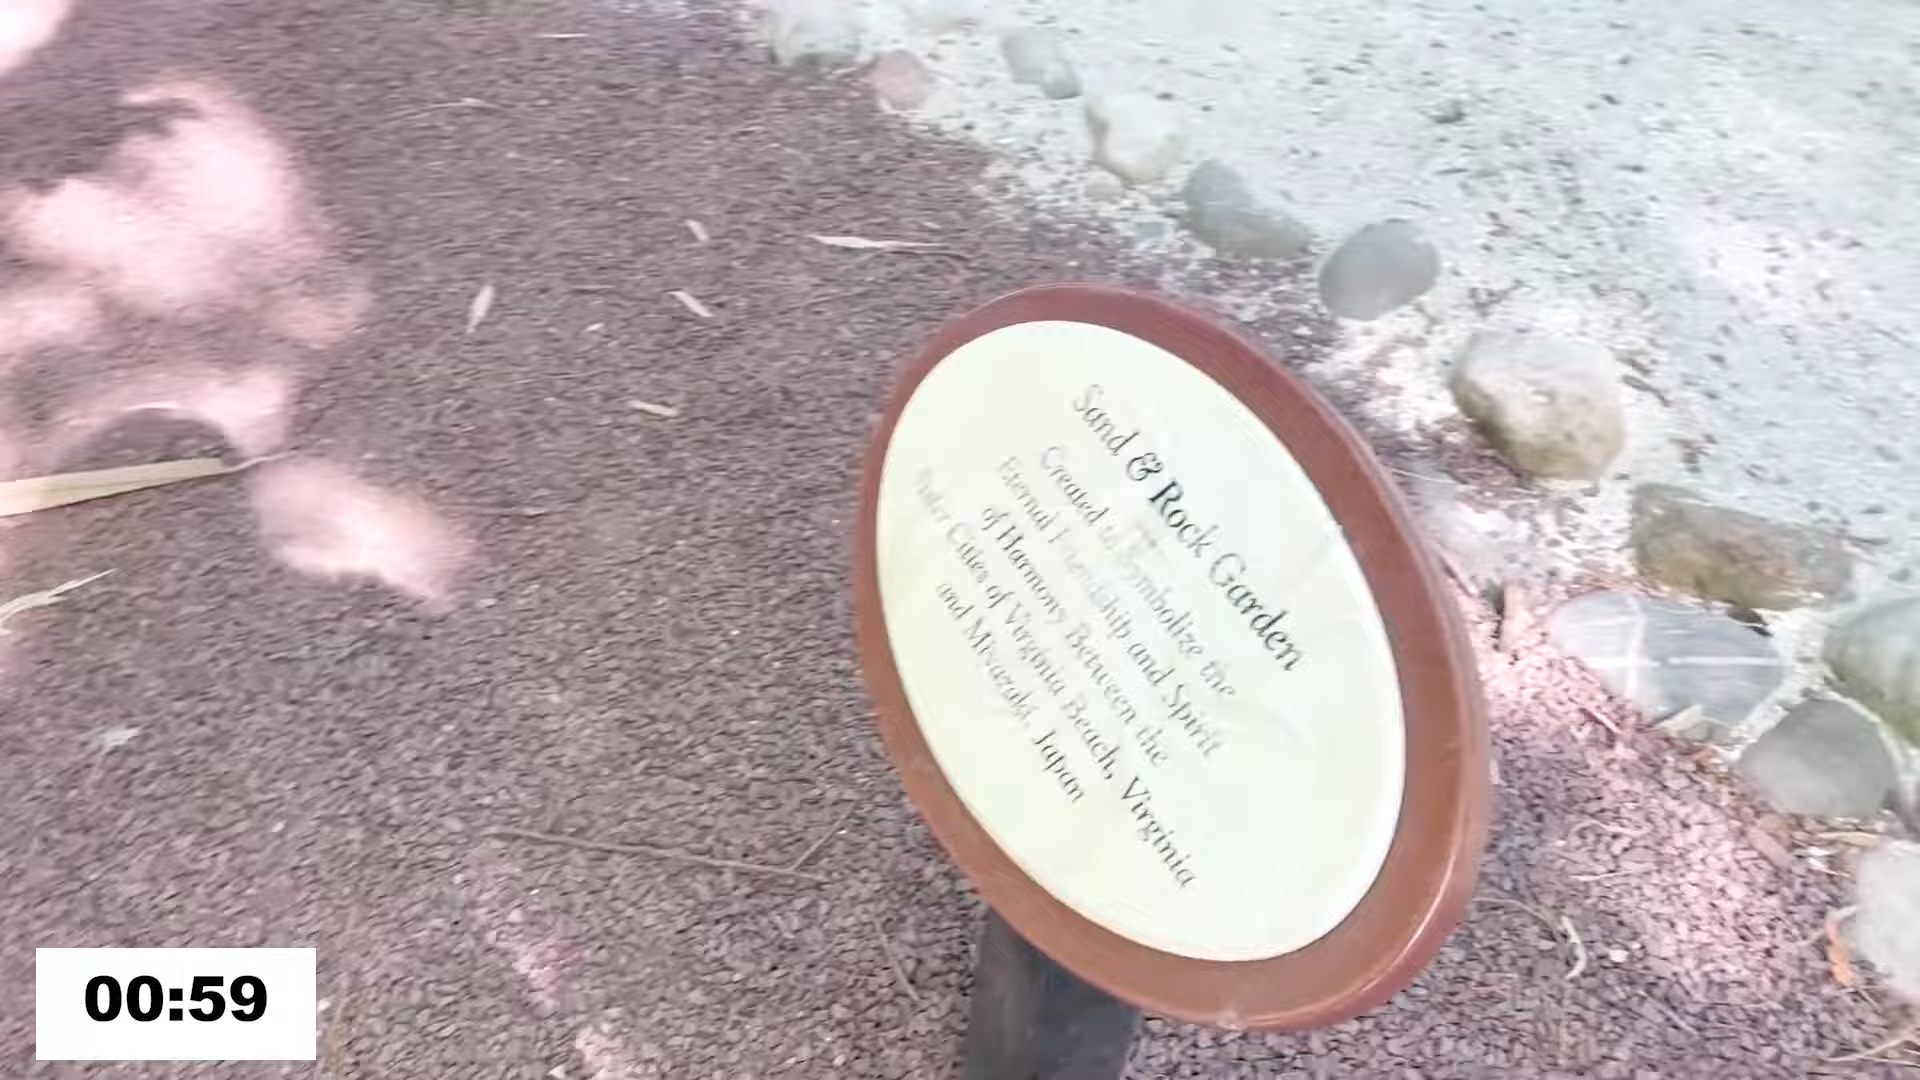 Sand & Rock Garden
Created to Symbolize the
Eternal Friendship and Spirit
of Harmony Between the
Sister Cities of Virginia Beach, Virginia
and Miyazaki, Japan
00:59